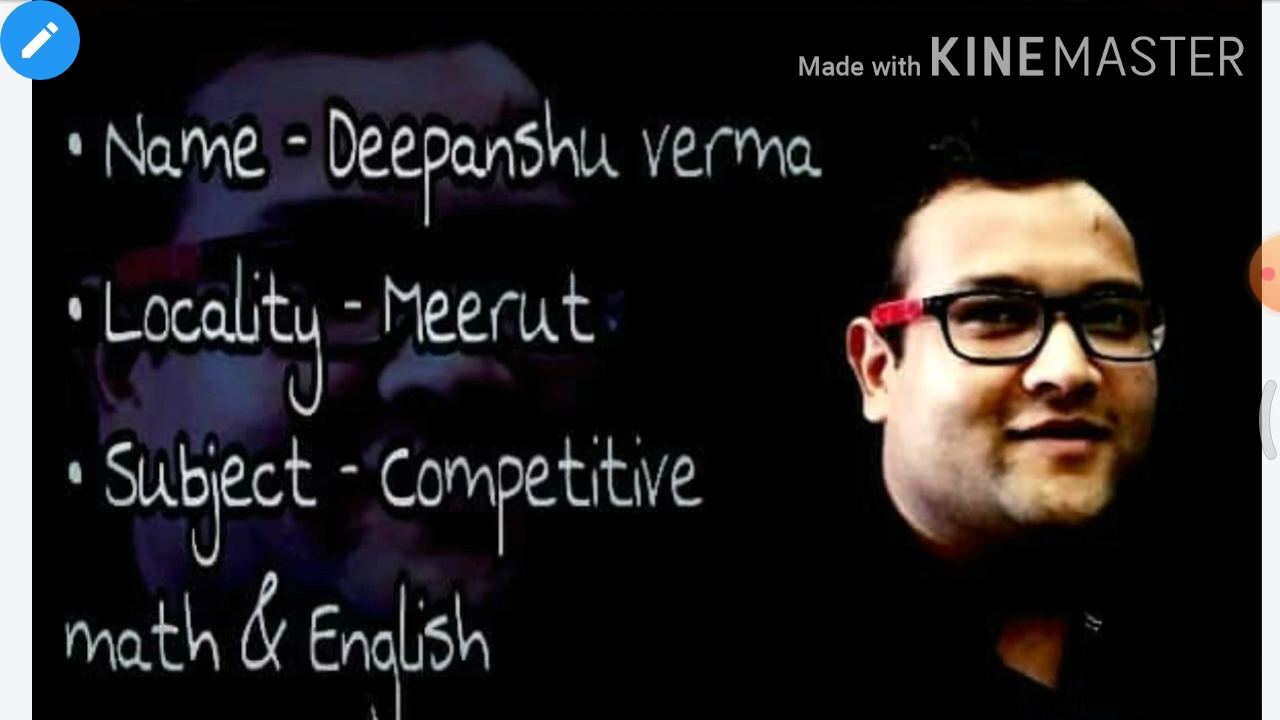 Made with KINEMASTER
• Name - Deepanshu verma
• Locality - Meerut
• Subject - Competitive
math & English